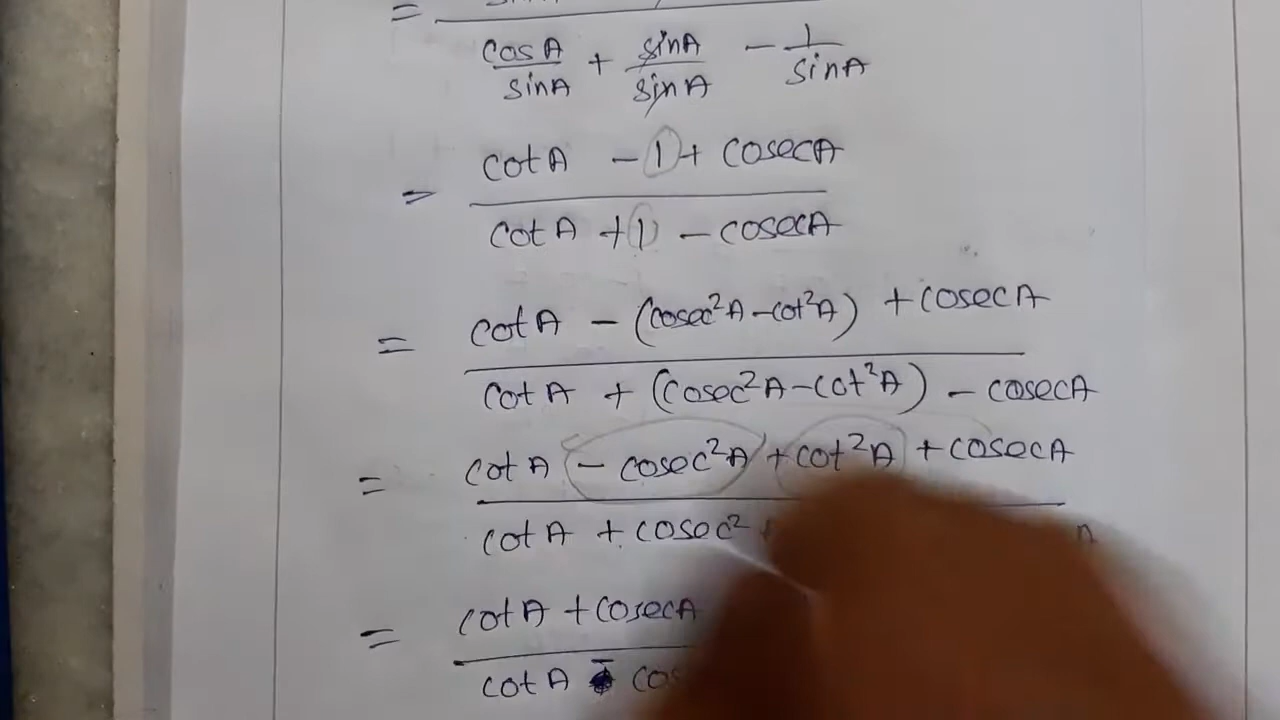 =
cosA/sinA + sinA/sinA - 1/sinA
cotA - 1 + cosecA
=
cotA + 1 - cosecA
cotA - (cosec²A - cot²A) + cosecA
=
cotA + (cosec²A - cot²A) - cosecA
cotA - cosec²A + cot²A + cosecA
=
cotA + cosec² A
cotA + cosecA
=
cotA -